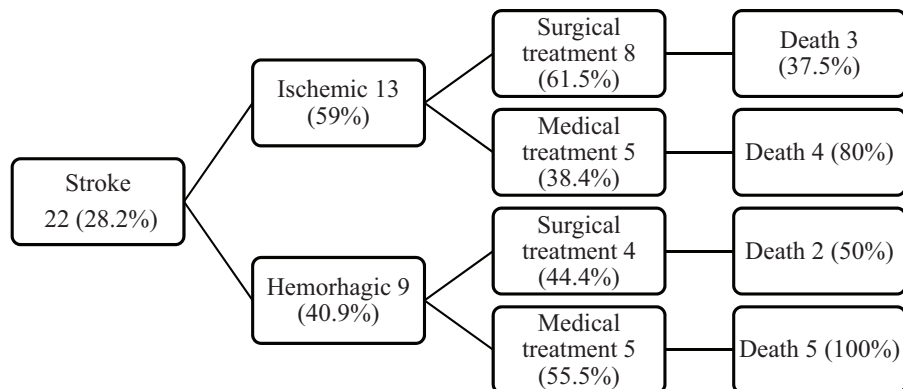 Stroke
22 (28.2%)
Ischemic 13
(59%)
Hemorhagic 9
(40.9%)
Surgical
treatment 8
(61.5%)
Medical
treatment 5
(38.4%)
Surgical
treatment 4
(44.4%)
Medical
treatment 5
(55.5%)
Death 3
(37.5%)
Death 4 (80%)
Death 2 (50%)
Death 5 (100%)